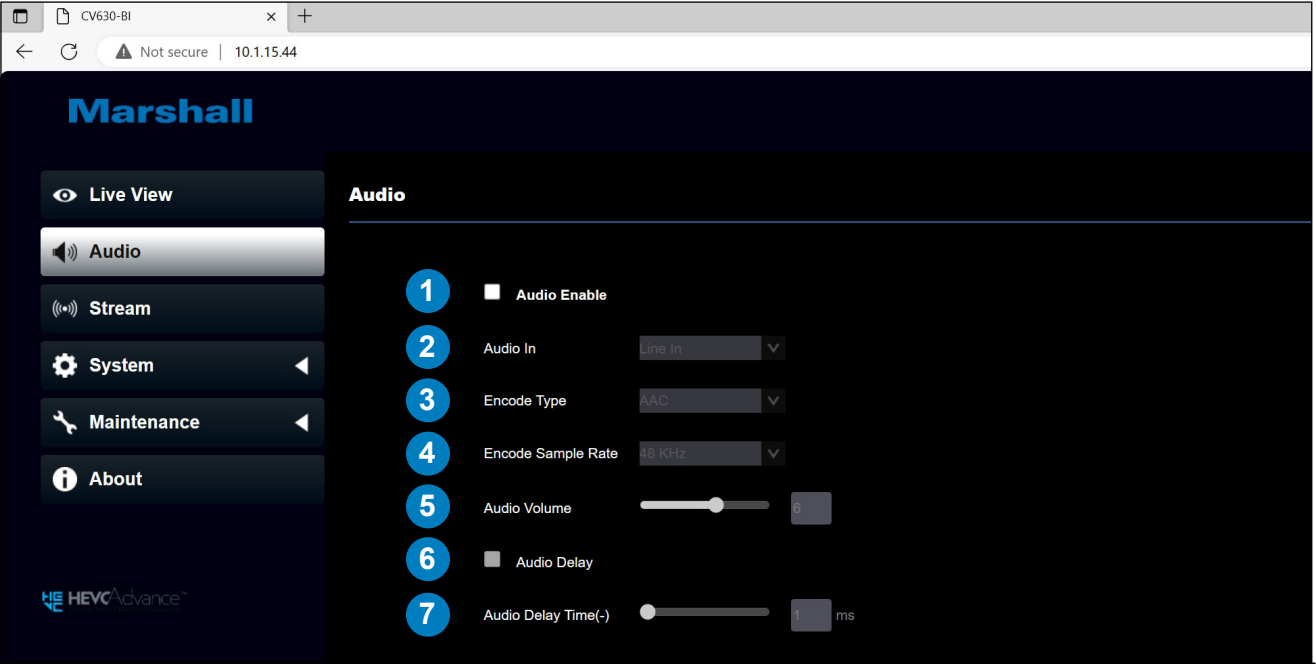 CV630-BI
Not secure | 10.1.15.44
Marshall
Live View
Audio
Stream
System
Maintenance
About
HEVC Advance™
Audio
1 Audio Enable
2 Audio In Line In
3 Encode Type AAC
4 Encode Sample Rate 48 KHz
5 Audio Volume 6
6 Audio Delay
7 Audio Delay Time(-) 1 ms